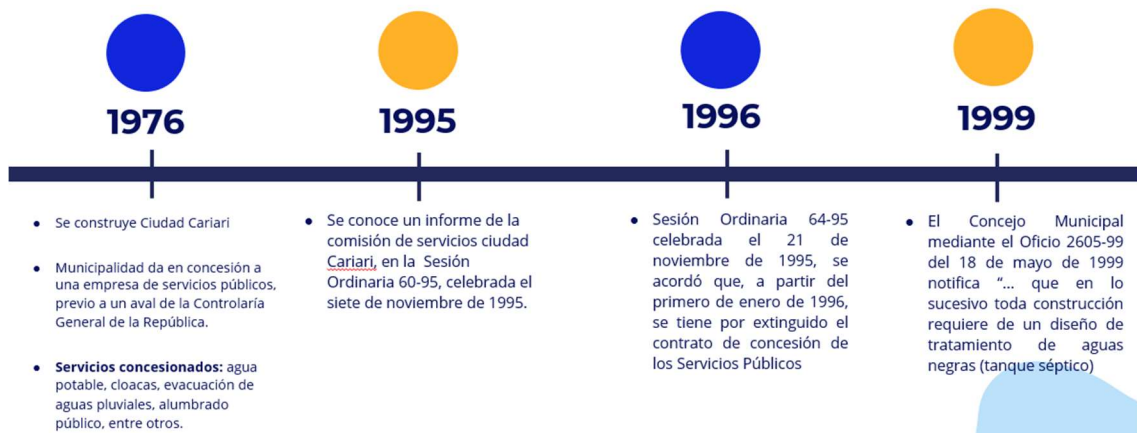 1976
1995
1996
1999
• Se construye Ciudad Cariari
• Municipalidad da en concesión a
una empresa de servicios públicos,
previo a un aval de la Controlaría
General de la República.
• Servicios concesionados: agua
potable, cloacas, evacuación de
aguas pluviales, alumbrado
público, entre otros.
• Se conoce un informe de la
comisión de servicios ciudad
Cariari, en la Sesión
Ordinaria 60-95, celebrada el
siete de noviembre de 1995.
• Sesión Ordinaria 64-95
celebrada el 21 de
noviembre de 1995, se
acordó que, a partir del
primero de enero de 1996,
se tiene por extinguido el
contrato de concesión de
los Servicios Públicos
• El Concejo Municipal
mediante el Oficio 2605-99
del 18 de mayo de 1999
notifica “... que en lo
sucesivo toda construcción
requiere de un diseño de
tratamiento de aguas
negras (tanque séptico)